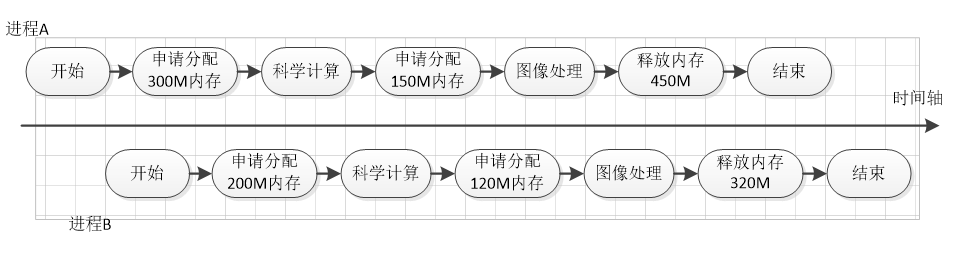 进程A
开始
申请分配
300M内存
科学计算
申请分配
150M内存
图像处理
释放内存
450M
结束
时间轴
开始
申请分配
200M内存
科学计算
申请分配
120M内存
图像处理
释放内存
320M
结束
进程B